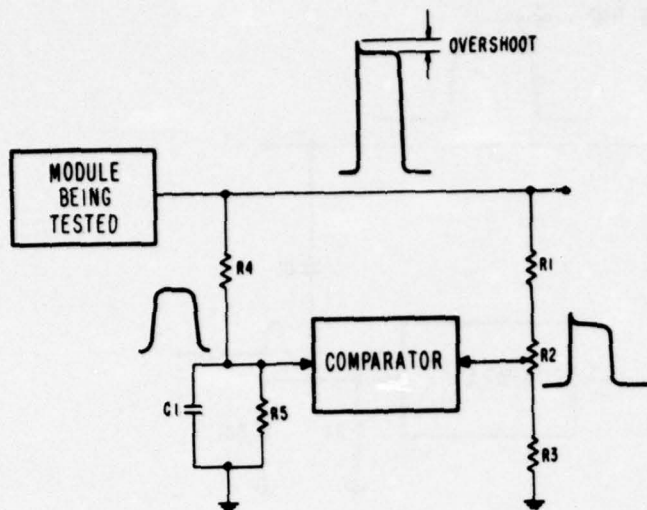 OVERSHOOT
MODULE
BEING
TESTED
R4
R1
COMPARATOR
R2
C1
R5
R3